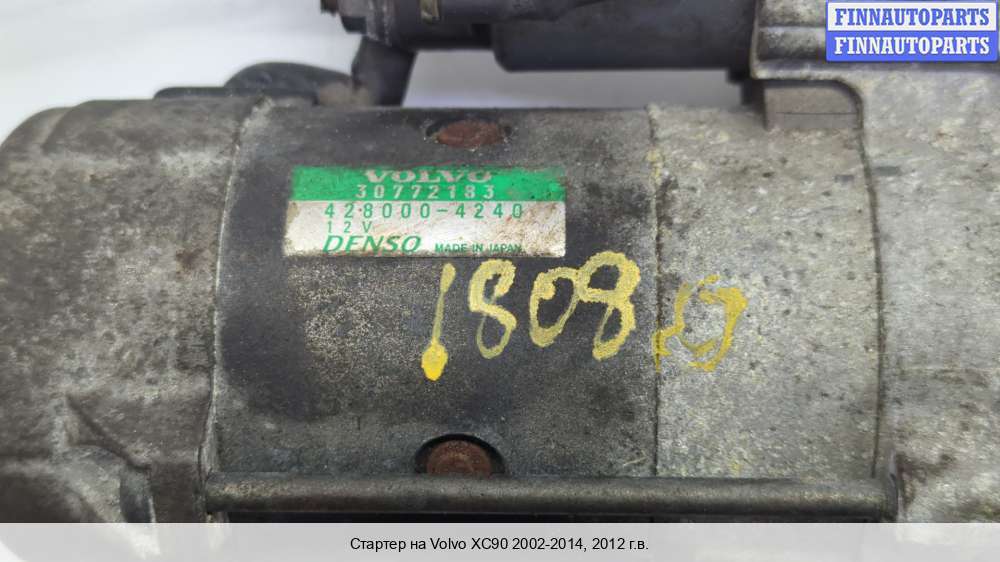 FINNAUTOPARTS
FINNAUTOPARTS
VOLVO
30772183
428000-4240
12V
DENSO MADE IN JAPAN
1808
Стартер на Volvo XC90 2002-2014, 2012 г.в.